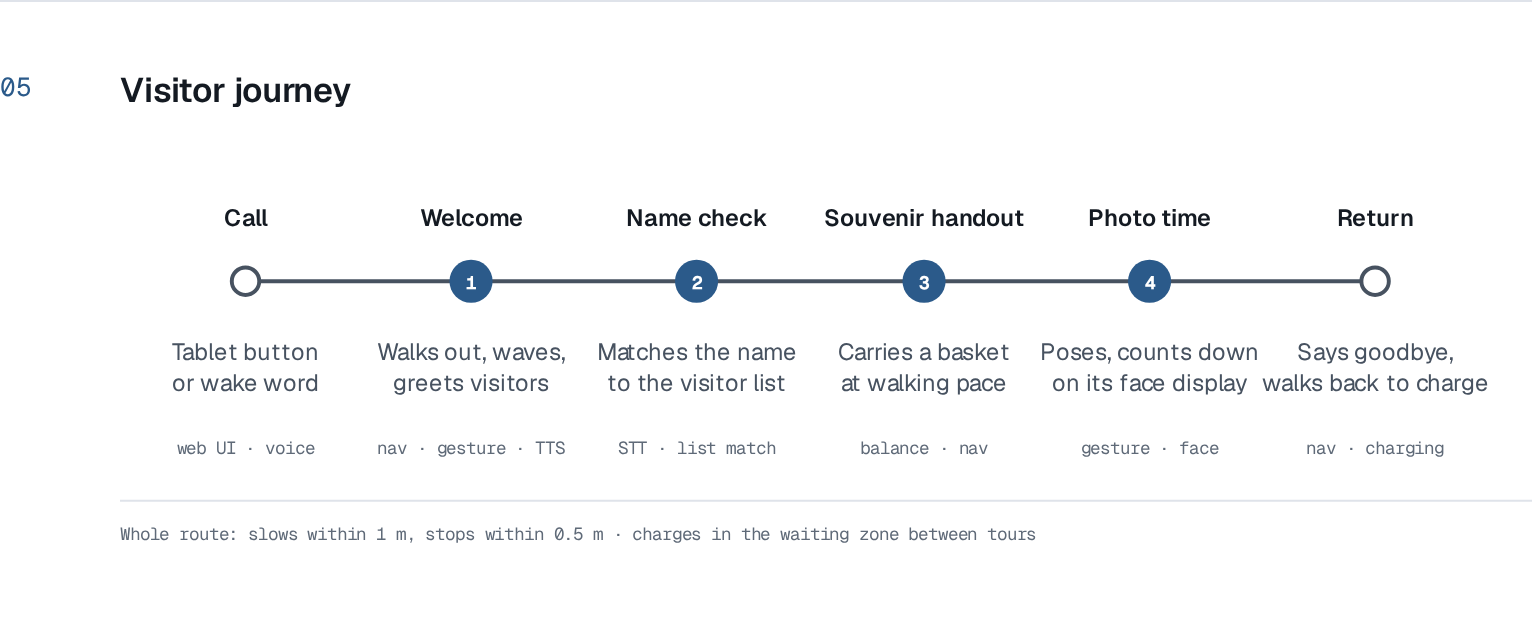 05
Visitor journey
Call
Welcome
Name check
Souvenir handout
Photo time
Return
1
2
3
4
Tablet button
or wake word
Walks out, waves,
greets visitors
Matches the name
to the visitor list
Carries a basket
at walking pace
Poses, counts down
on its face display
Says goodbye,
walks back to charge
web UI · voice
nav · gesture · TTS
STT · list match
balance · nav
gesture · face
nav · charging
Whole route: slows within 1 m, stops within 0.5 m · charges in the waiting zone between tours